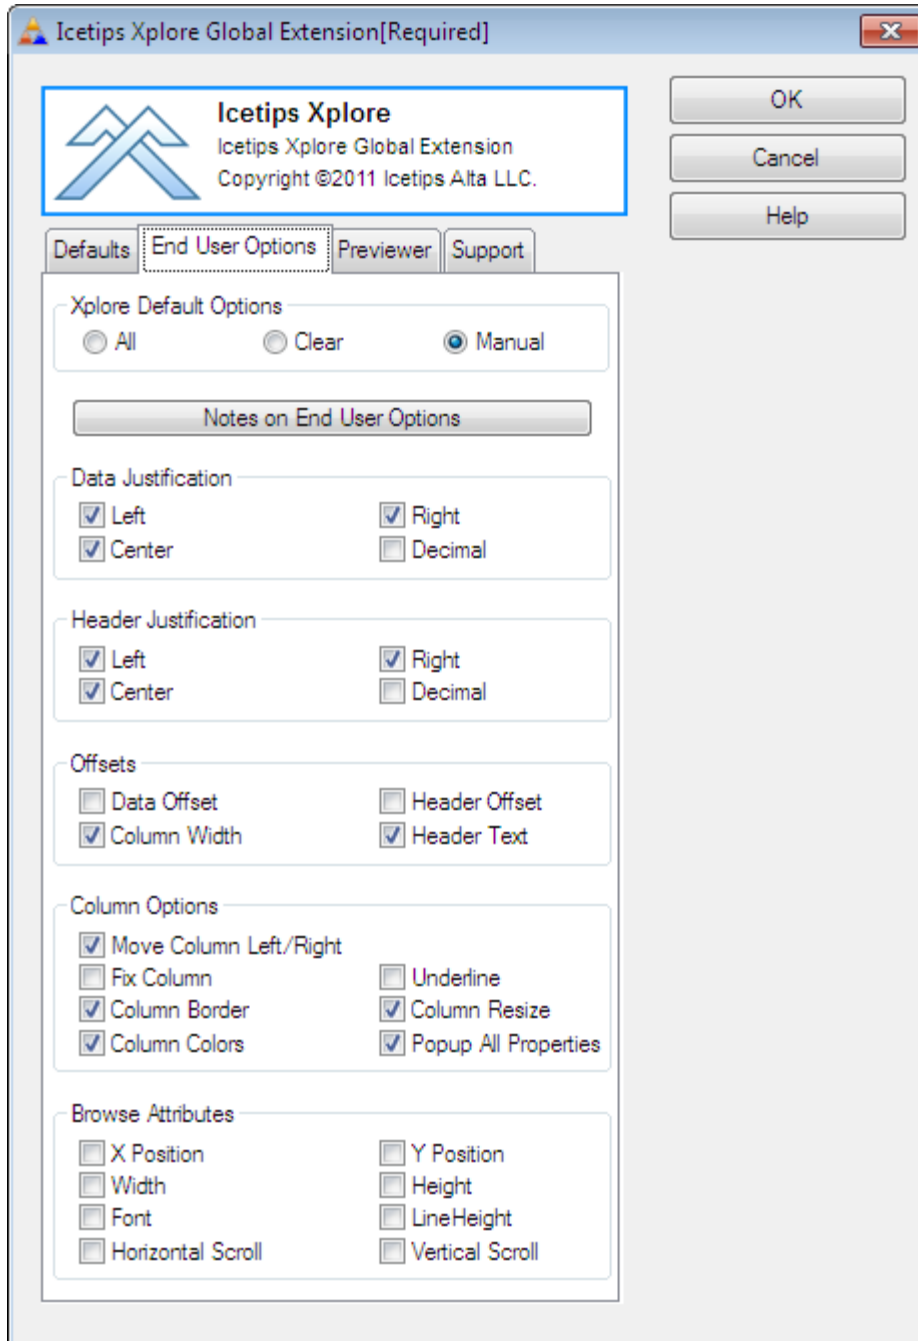 Icetips Xplore Global Extension[Required]
Icetips Xplore
Icetips Xplore Global Extension
Copyright ©2011 Icetips Alta LLC.
OK
Cancel
Help
Defaults End User Options Previewer Support
Xplore Default Options
All Clear Manual
Notes on End User Options
Data Justification
Left Right
Center Decimal
Header Justification
Left Right
Center Decimal
Offsets
Data Offset Header Offset
Column Width Header Text
Column Options
Move Column Left/Right
Fix Column Underline
Column Border Column Resize
Column Colors Popup All Properties
Browse Attributes
X Position Y Position
Width Height
Font LineHeight
Horizontal Scroll Vertical Scroll